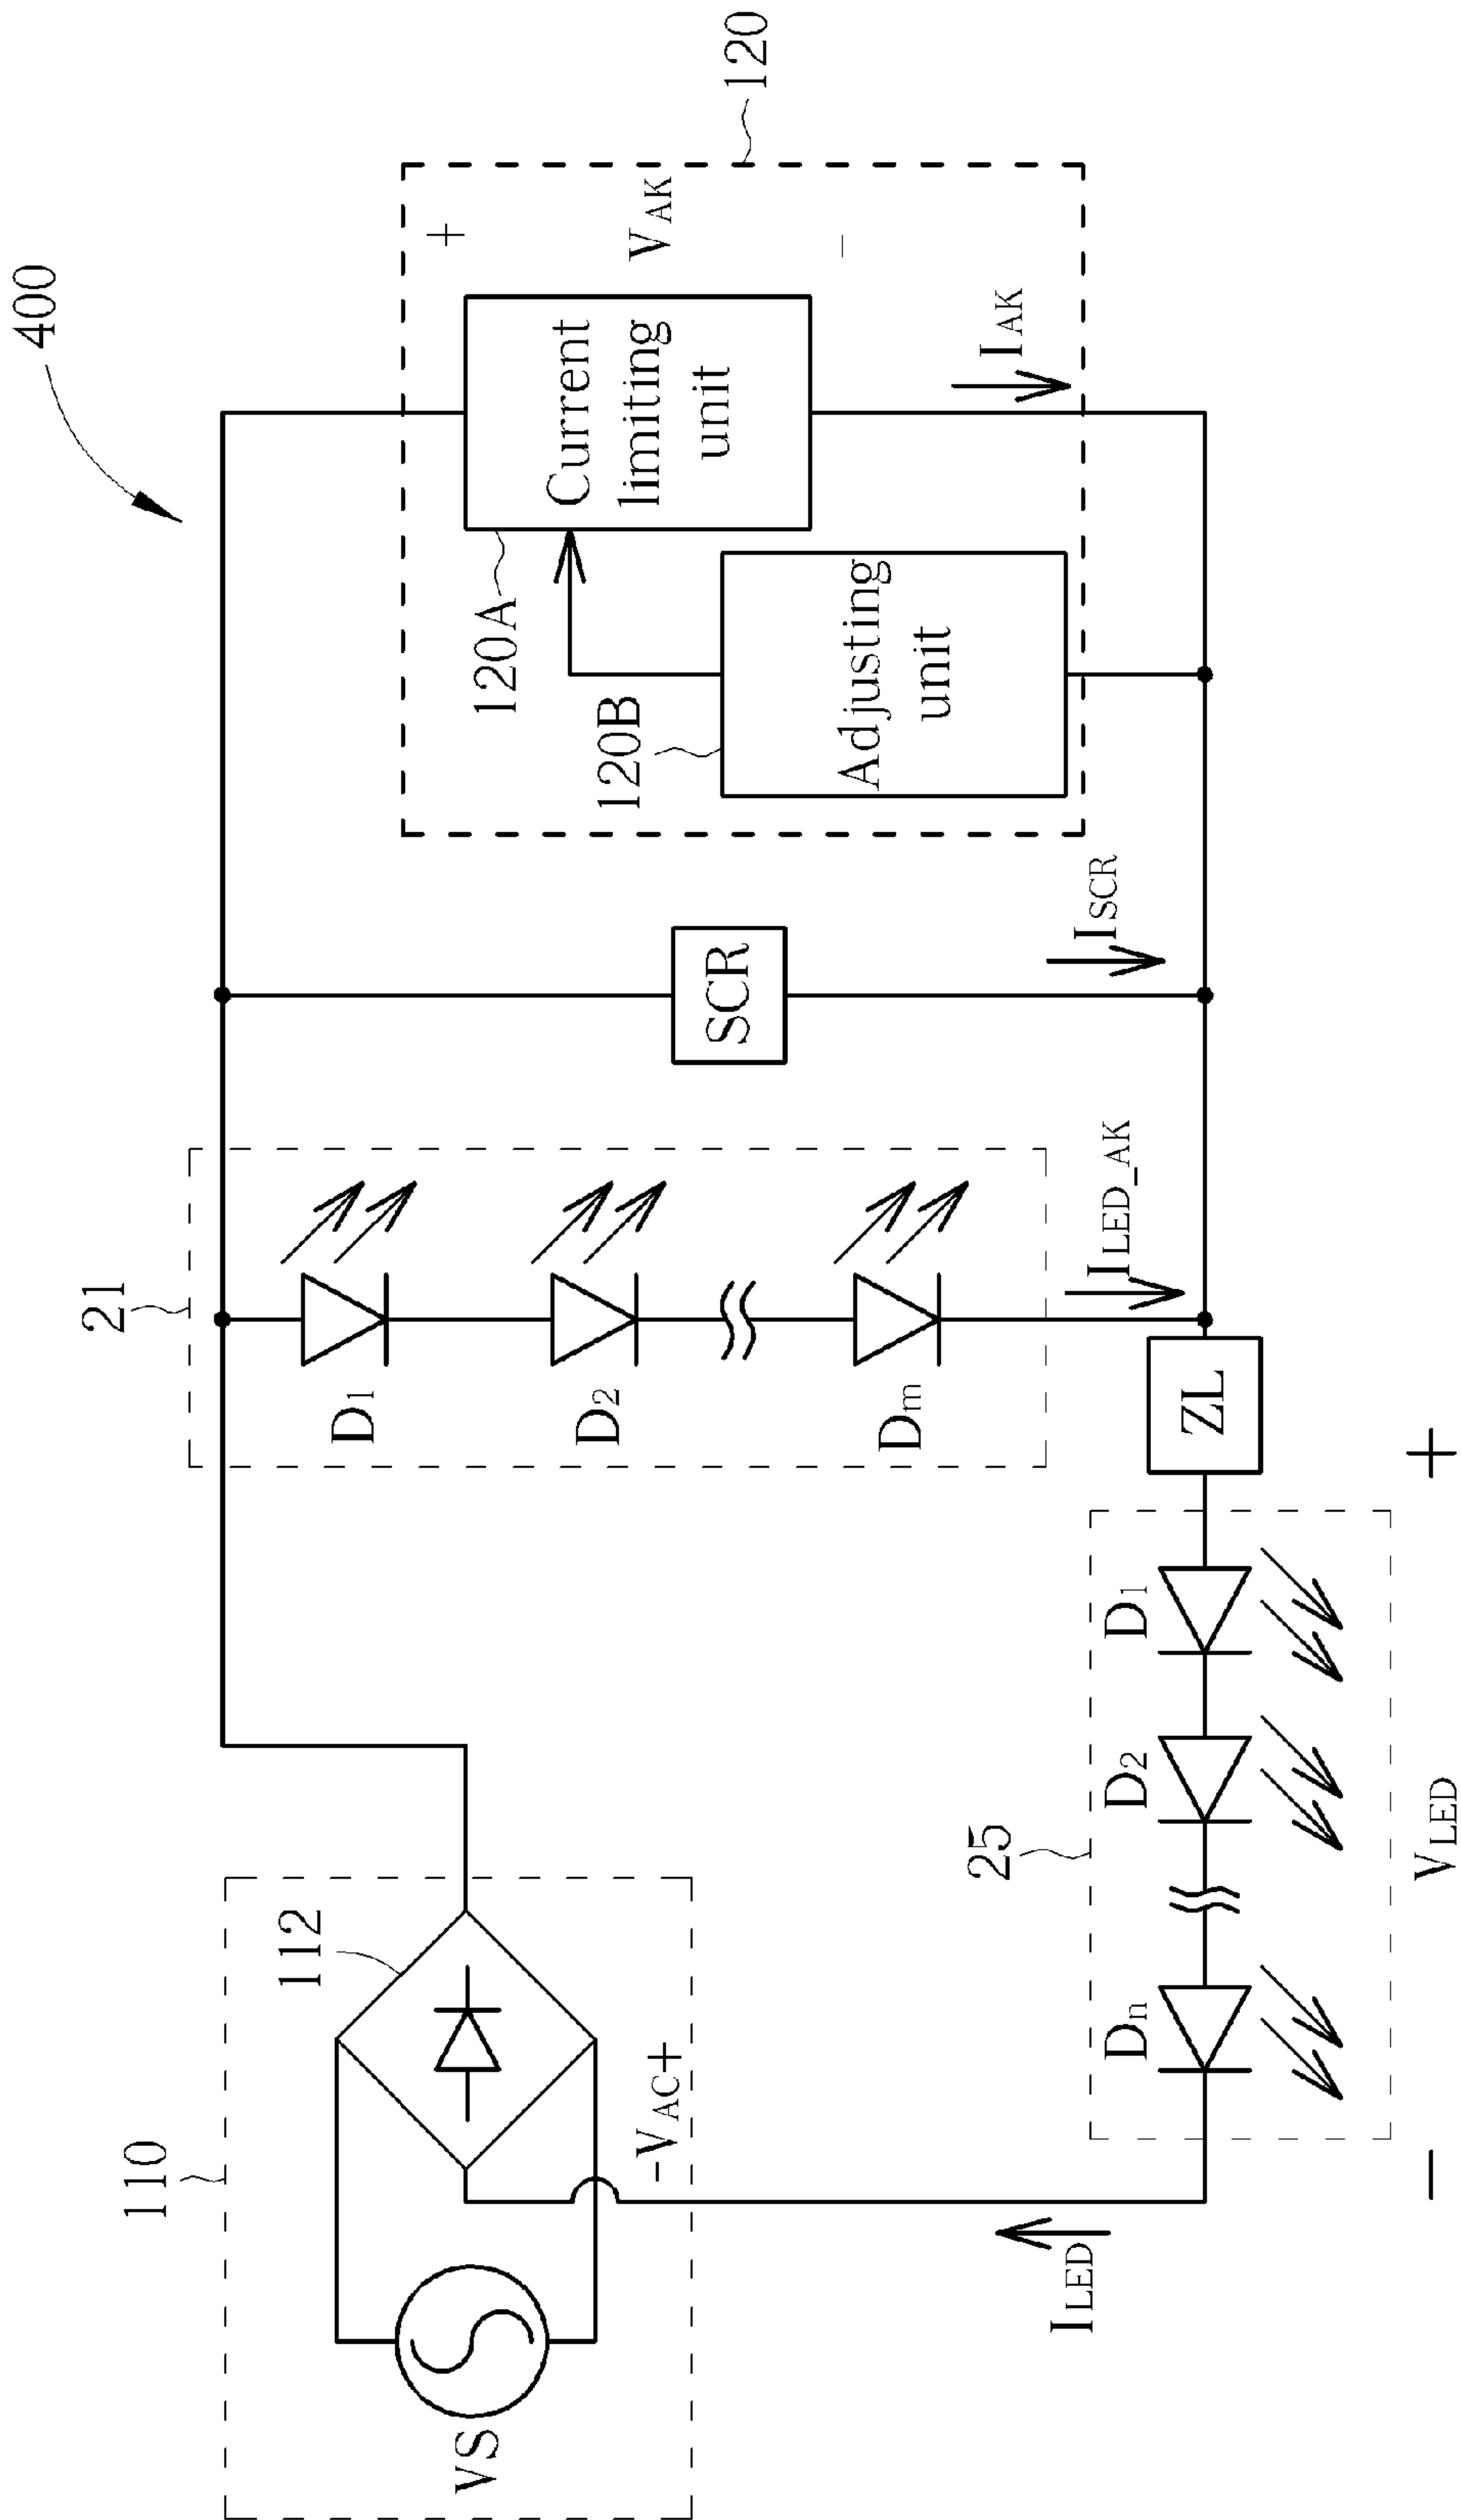 400
110
VS
112
-VAC+
21
D1
D2
Dm
ILED_AK
SCR
ISCR
120
120A
Current
limiting
unit
120B
Adjusting
unit
+
VAK
-
IAK
ZL
25
D1
D2
Dn
ILED
- VLED +